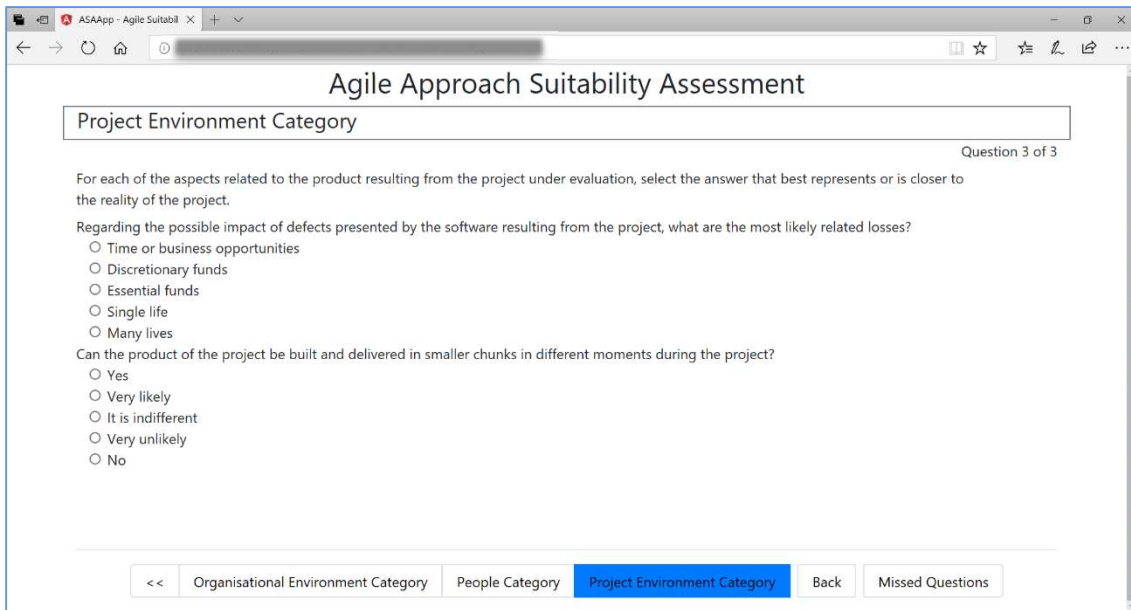 ASAApp - Agile Suitabil
Agile Approach Suitability Assessment
Project Environment Category
Question 3 of 3
For each of the aspects related to the product resulting from the project under evaluation, select the answer that best represents or is closer to
the reality of the project.
Regarding the possible impact of defects presented by the software resulting from the project, what are the most likely related losses?
Time or business opportunities
Discretionary funds
Essential funds
Single life
Many lives
Can the product of the project be built and delivered in smaller chunks in different moments during the project?
Yes
Very likely
It is indifferent
Very unlikely
No
<< Organisational Environment Category People Category Project Environment Category Back Missed Questions